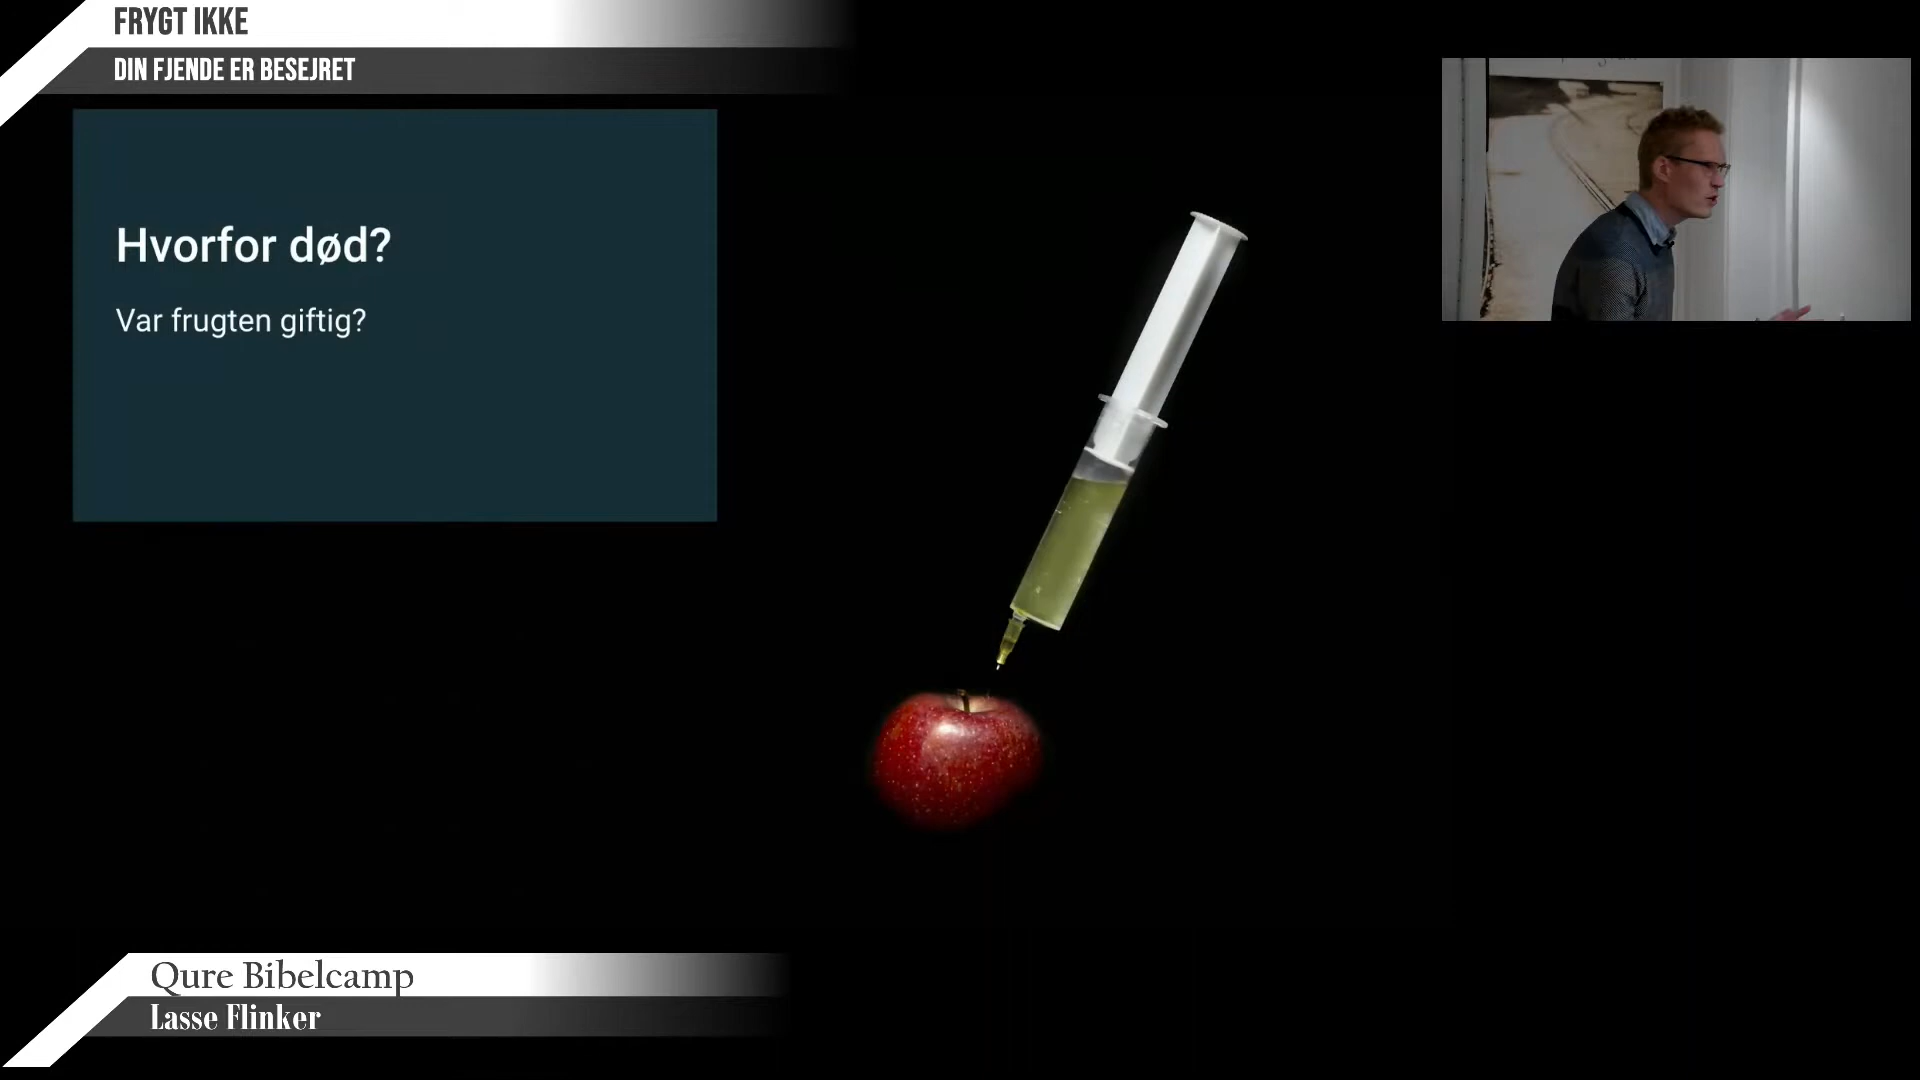 FRYGT IKKE
DIN FJENDE ER BESEJRET
Hvorfor død?
Var frugten giftig?
Qure Bibelcamp
Lasse Flinker